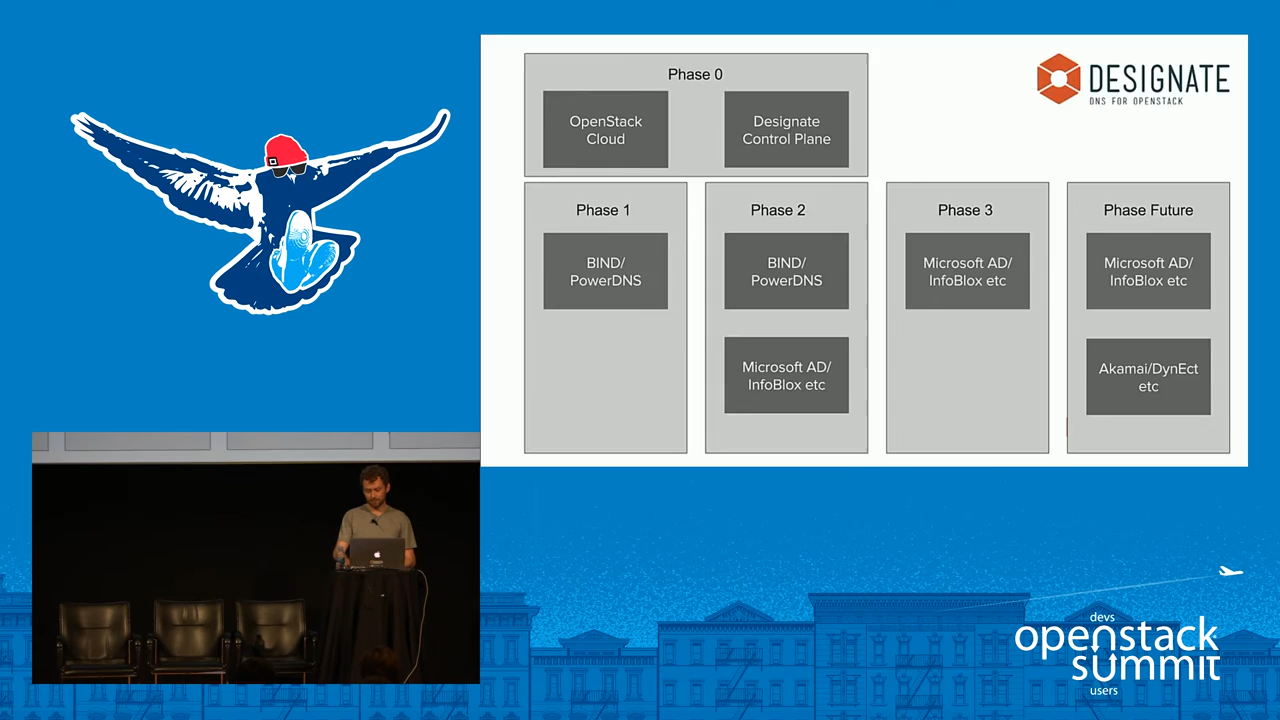 Phase 0
OpenStack
Cloud
Designate
Control Plane
DESIGNATE
DNS FOR OPENSTACK
Phase 1
BIND/
PowerDNS
Phase 2
BIND/
PowerDNS
Microsoft AD/
InfoBlox etc
Phase 3
Microsoft AD/
InfoBlox etc
Phase Future
Microsoft AD/
InfoBlox etc
Akamai/DynEct
etc
devs
openstack
summit
users